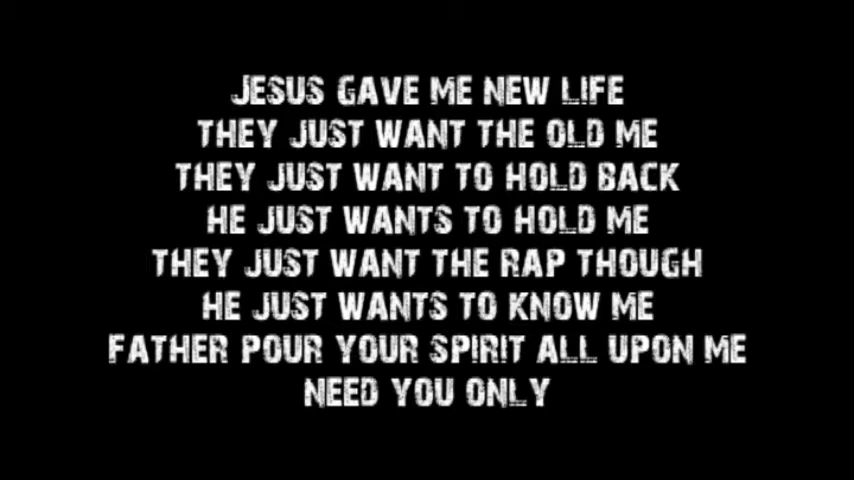 JESUS GAVE ME NEW LIFE
THEY JUST WANT THE OLD ME
THEY JUST WANT TO HOLD BACK
HE JUST WANTS TO HOLD ME
THEY JUST WANT THE RAP THOUGH
HE JUST WANTS TO KNOW ME
FATHER POUR YOUR SPIRIT ALL UPON ME
NEED YOU ONLY